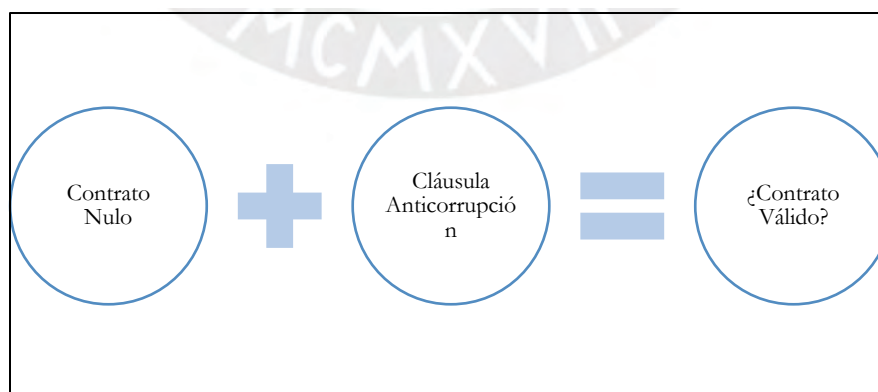 MCMXVII
Contrato
Nulo
Cláusula
Anticorrupció
n
¿Contrato
Válido?